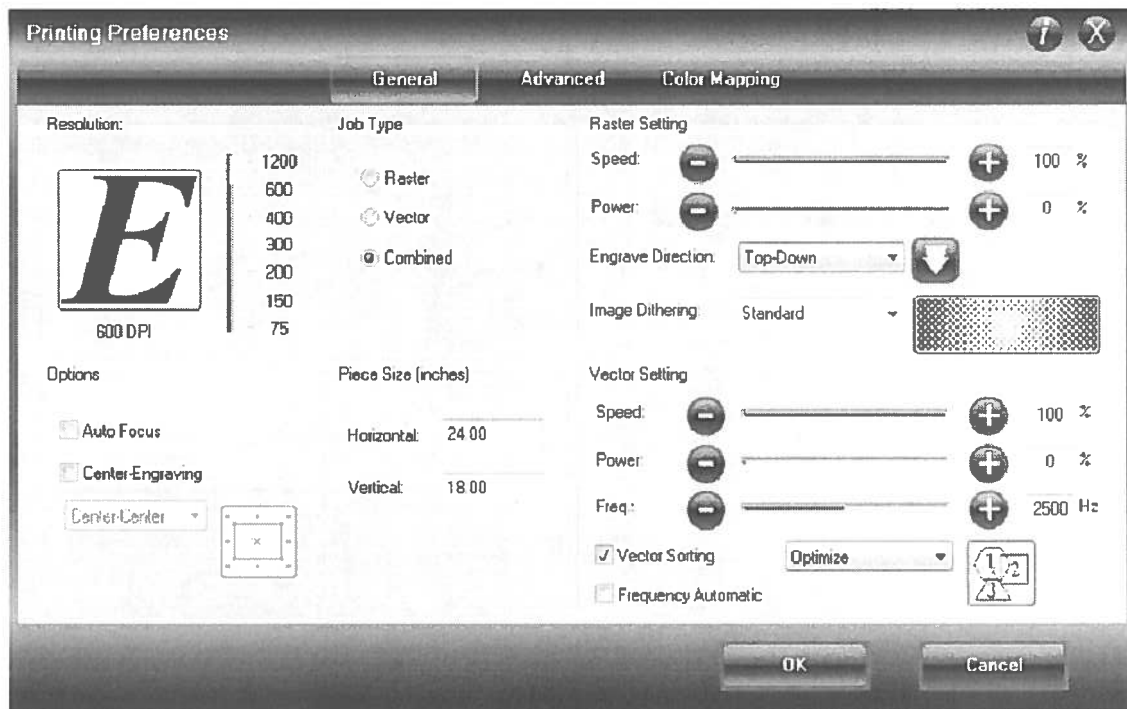 Printing Preferences
i X
General Advanced Color Mapping
Resolution:
E
600 DPI
1200
600
400
300
200
150
75
Job Type
Raster
Vector
Combined
Raster Setting
Speed: - + 100 %
Power: - + 0 %
Engrave Direction: Top-Down
Image Dithering: Standard
Options
Auto Focus
Center-Engraving
Center-Center
Piece Size (inches)
Horizontal: 24.00
Vertical: 18.00
Vector Setting
Speed: - + 100 %
Power - + 0 %
Freq.: - + 2500 Hz
Vector Sorting Optimize
1 2 3
Frequency Automatic
OK Cancel